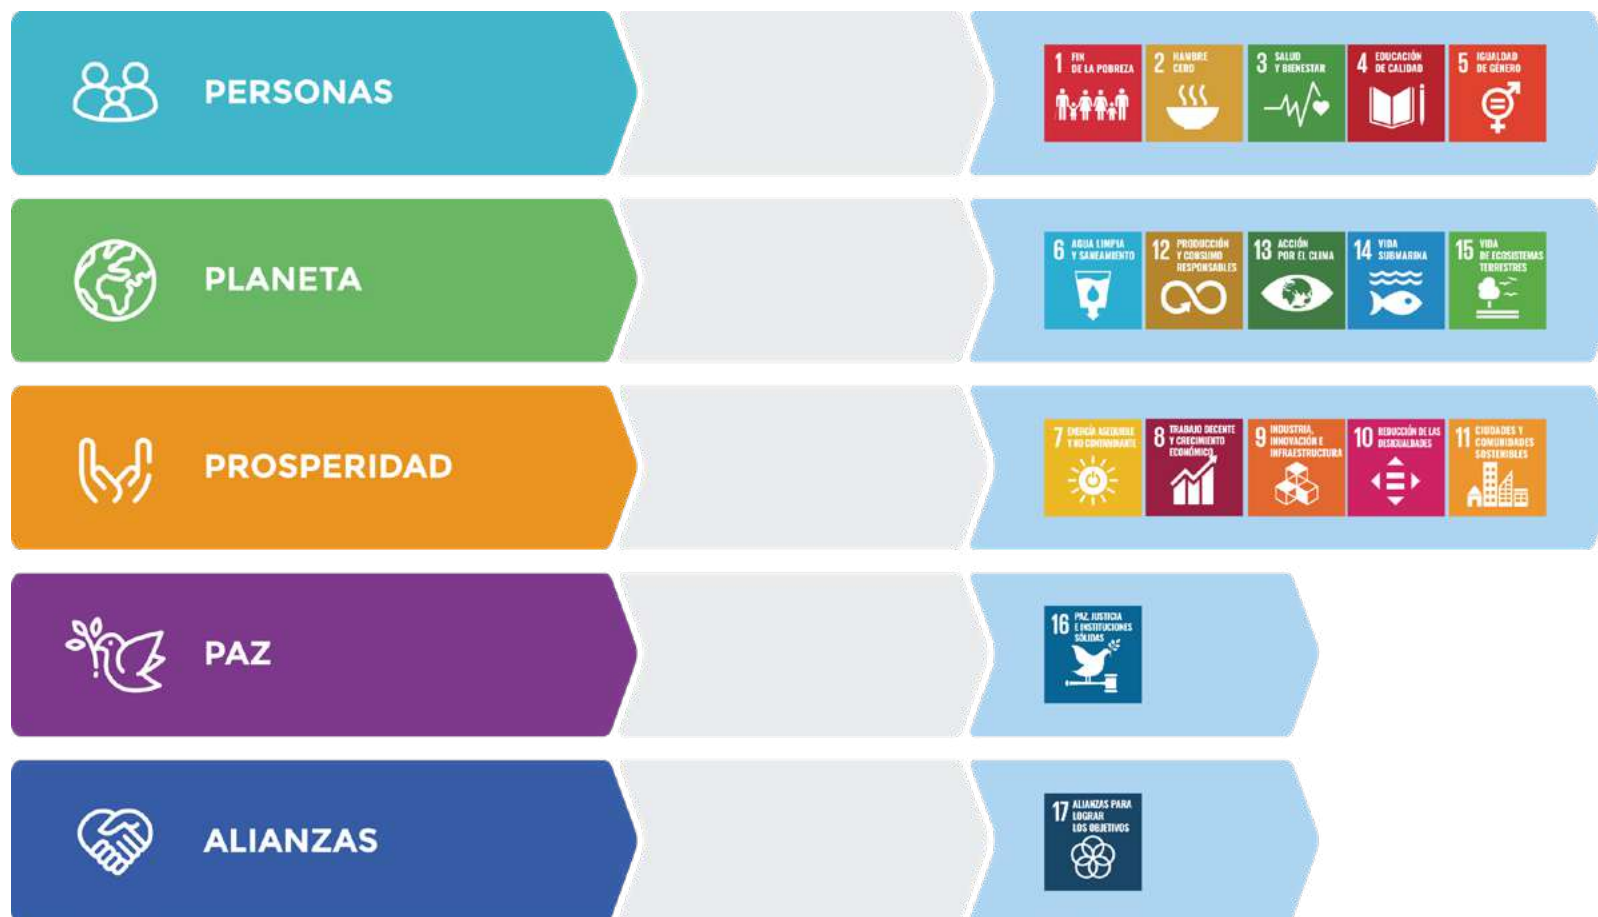 PERSONAS
1 FIN
DE LA POBREZA
2 HAMBRE
CERO
3 SALUD
Y BIENESTAR
4 EDUCACIÓN
DE CALIDAD
5 IGUALDAD
DE GÉNERO
PLANETA
6 AGUA LIMPIA
Y SANEAMIENTO
12 PRODUCCIÓN
Y CONSUMO
RESPONSABLES
13 ACCIÓN
POR EL CLIMA
14 VIDA
SUBMARINA
15 VIDA
DE ECOSISTEMAS
TERRESTRES
PROSPERIDAD
7 ENERGÍA ASEQUIBLE
Y NO CONTAMINANTE
8 TRABAJO DECENTE
Y CRECIMIENTO
ECONÓMICO
9 INDUSTRIA,
INNOVACIÓN E
INFRAESTRUCTURA
10 REDUCCIÓN DE LAS
DESIGUALDADES
11 CIUDADES Y
COMUNIDADES
SOSTENIBLES
PAZ
16 PAZ, JUSTICIA
E INSTITUCIONES
SÓLIDAS
ALIANZAS
17 ALIANZAS PARA
LOGRAR
LOS OBJETIVOS